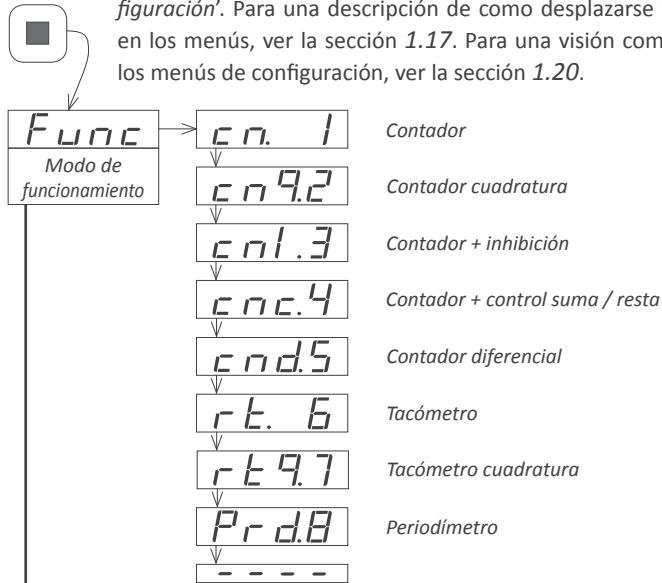 figuración'. Para una descripción de como desplazarse
en los menús, ver la sección 1.17. Para una visión com
los menús de configuración, ver la sección 1.20.
Func
Modo de
funcionamiento
cn. 1 Contador
cnq.2 Contador cuadratura
cnI.3 Contador + inhibición
cnc.4 Contador + control suma / resta
cnd.5 Contador diferencial
rt. 6 Tacómetro
rtq.7 Tacómetro cuadratura
Prd.8 Periodímetro
- - - -